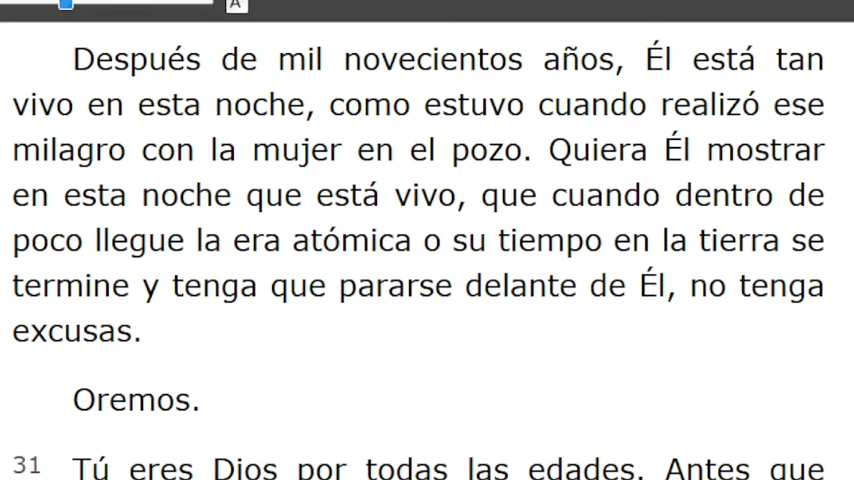 A
Después de mil novecientos años, Él está tan
vivo en esta noche, como estuvo cuando realizó ese
milagro con la mujer en el pozo. Quiera Él mostrar
en esta noche que está vivo, que cuando dentro de
poco llegue la era atómica o su tiempo en la tierra se
termine y tenga que pararse delante de Él, no tenga
excusas.
Oremos.
31 Tú eres Dios por todas las edades. Antes que